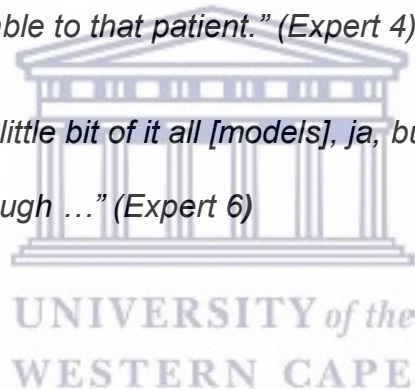 able to that patient.” (Expert 4)
little bit of it all [models], ja, bu
ugh …” (Expert 6)
UNIVERSITY of the
WESTERN CAPE